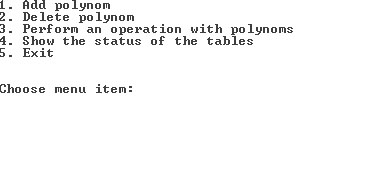 1. Add polynom
2. Delete polynom
3. Perform an operation with polynoms
4. Show the status of the tables
5. Exit
Choose menu item: